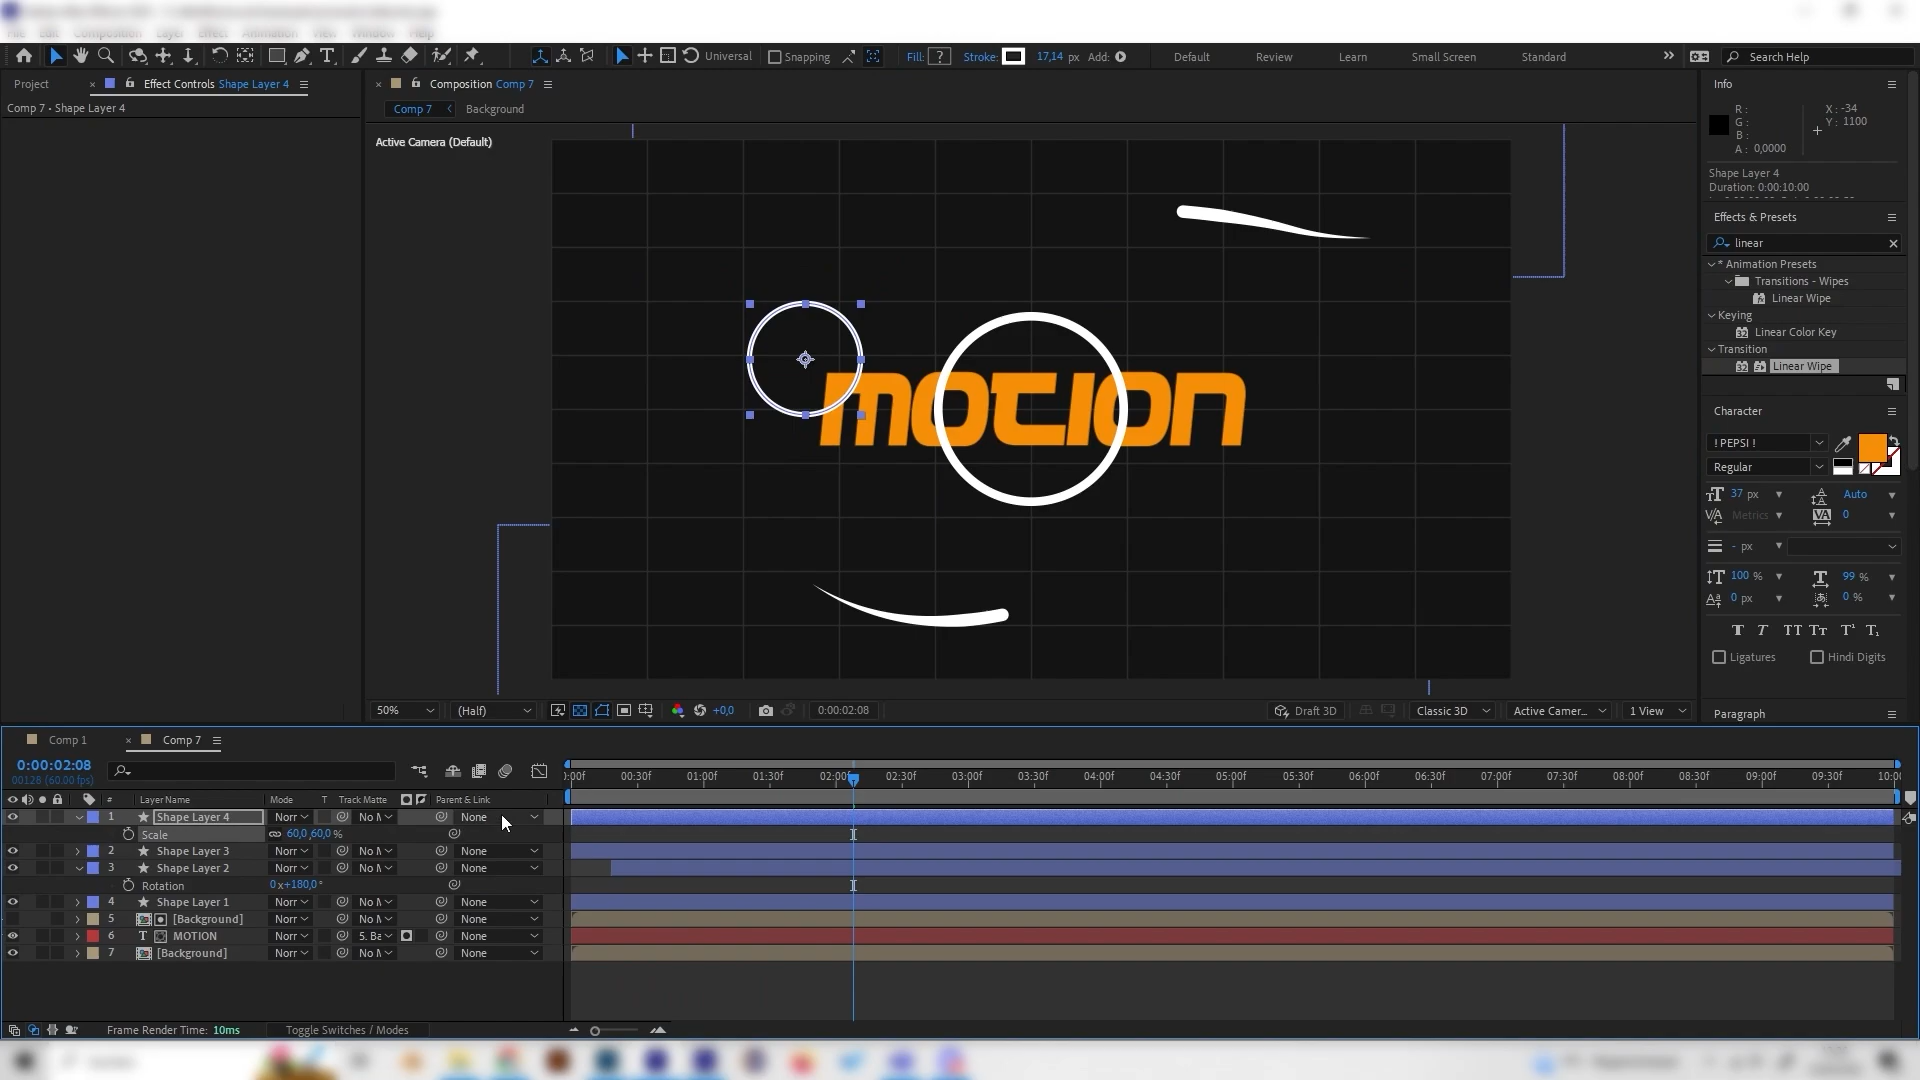 Universal
Snapping
Fill: ?
Stroke:
17,14 px
Add:
Default
Review
Learn
Small Screen
Standard
Search Help
Project
Effect Controls Shape Layer 4
Comp 7 • Shape Layer 4
Composition Comp 7
Comp 7
Background
Active Camera (Default)
MOTION
50%
(Half)
+0,0
0:00:02:08
Draft 3D
Classic 3D
Active Camer...
1 View
Info
R :
G :
B :
A : 0,0000
X : -34
Y : 1100
Shape Layer 4
Duration: 0:00:10:00
Effects & Presets
linear
* Animation Presets
Transitions - Wipes
Linear Wipe
Keying
Linear Color Key
Transition
Linear Wipe
Character
! PEPSI !
Regular
37 px
Auto
Metrics
0
- px
100 %
99 %
0 px
0 %
Ligatures
Hindi Digits
Paragraph
Comp 1
Comp 7
0:00:02:08
00128 (60.00 fps)
# Layer Name Mode T Track Matte Parent & Link
:00f 00:30f 01:00f 01:30f 02:00f 02:30f 03:00f 03:30f 04:00f 04:30f 05:00f 05:30f 06:00f 06:30f 07:00f 07:30f 08:00f 08:30f 09:00f 09:30f 10:00
1 Shape Layer 4 Norr No M None
Scale 60,0,60,0 %
2 Shape Layer 3 Norr No M None
3 Shape Layer 2 Norr No M None
Rotation 0x+180,0°
4 Shape Layer 1 Norr No M None
5 [Background] Norr No M None
6 MOTION Norr 5. Ba None
7 [Background] Norr No M None
Frame Render Time: 10ms
Toggle Switches / Modes